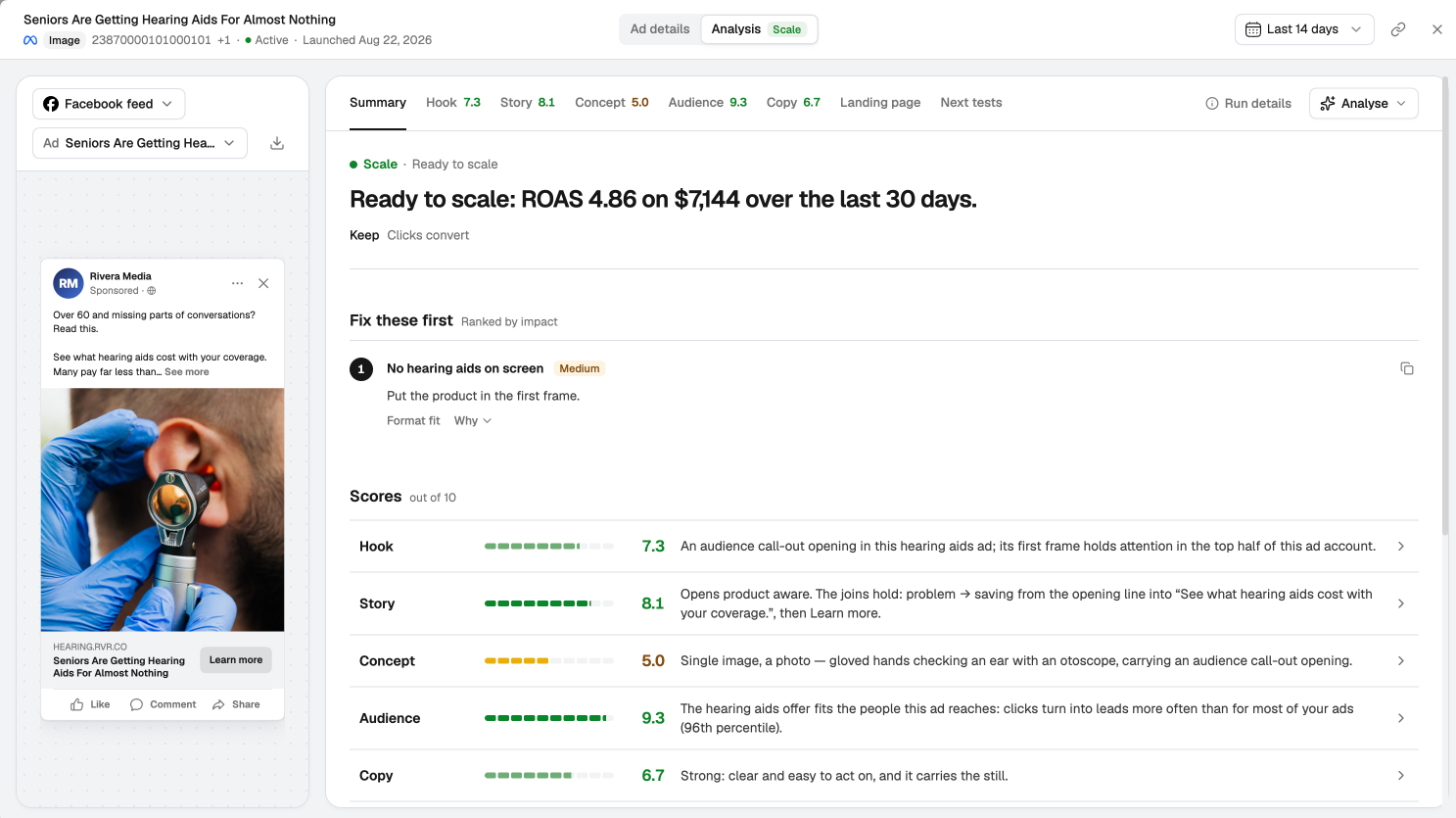 Seniors Are Getting Hearing Aids For Almost Nothing
Image 23870000101000101 +1 · Active · Launched Aug 22, 2026
Ad details
Analysis Scale
Last 14 days
Facebook feed
Ad Seniors Are Getting Hea...
RM
Rivera Media
Sponsored ·
Over 60 and missing parts of conversations?
Read this.
See what hearing aids cost with your coverage.
Many pay far less than... See more
HEARING.RVR.CO
Seniors Are Getting Hearing
Aids For Almost Nothing
Learn more
Like
Comment
Share
Summary
Hook 7.3
Story 8.1
Concept 5.0
Audience 9.3
Copy 6.7
Landing page
Next tests
Run details
Analyse
Scale · Ready to scale
Ready to scale: ROAS 4.86 on $7,144 over the last 30 days.
Keep Clicks convert
Fix these first Ranked by impact
1 No hearing aids on screen Medium
Put the product in the first frame.
Format fit Why
Scores out of 10
Hook 7.3 An audience call-out opening in this hearing aids ad; its first frame holds attention in the top half of this ad account.
Story 8.1 Opens product aware. The joins hold: problem → saving from the opening line into “See what hearing aids cost with
your coverage.”, then Learn more.
Concept 5.0 Single image, a photo — gloved hands checking an ear with an otoscope, carrying an audience call-out opening.
Audience 9.3 The hearing aids offer fits the people this ad reaches: clicks turn into leads more often than for most of your ads
(96th percentile).
Copy 6.7 Strong: clear and easy to act on, and it carries the still.